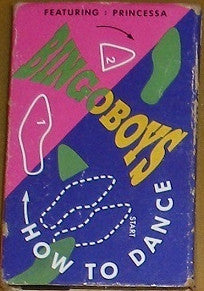 FEATURING : PRINCESSA
BINGOBOYS
2
1
START
HOW TO DANCE